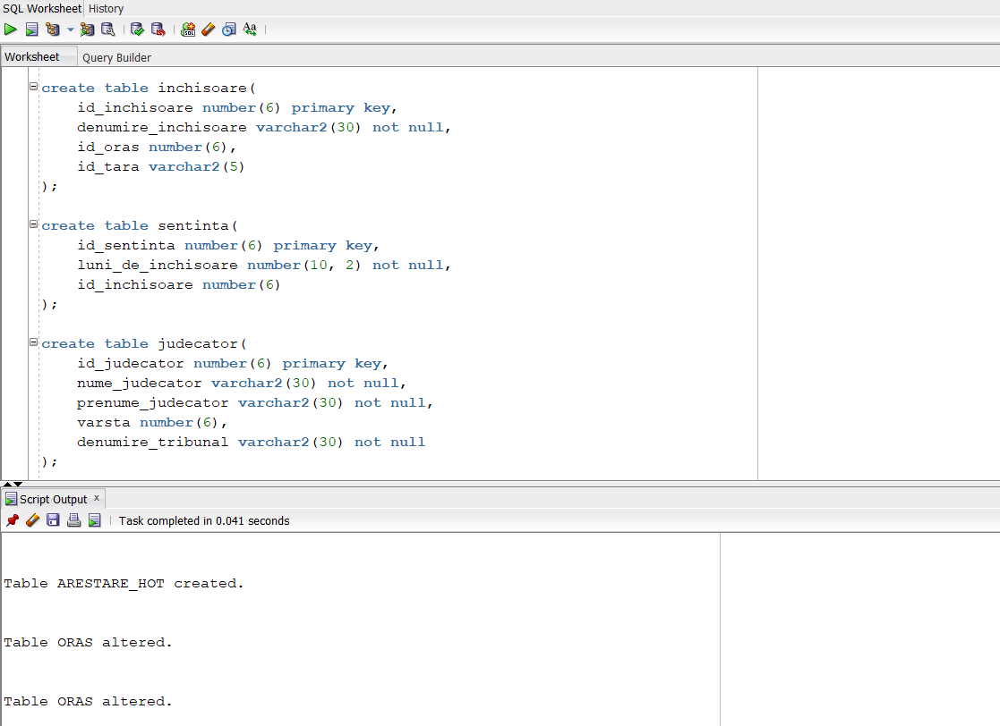 SQL Worksheet History
Worksheet Query Builder
create table inchisoare(
    id_inchisoare number(6) primary key,
    denumire_inchisoare varchar2(30) not null,
    id_oras number(6),
    id_tara varchar2(5)
);
create table sentinta(
    id_sentinta number(6) primary key,
    luni_de_inchisoare number(10, 2) not null,
    id_inchisoare number(6)
);
create table judecator(
    id_judecator number(6) primary key,
    nume_judecator varchar2(30) not null,
    prenume_judecator varchar2(30) not null,
    varsta number(6),
    denumire_tribunal varchar2(30) not null
);
Script Output x
Task completed in 0.041 seconds
Table ARESTARE_HOT created.
Table ORAS altered.
Table ORAS altered.